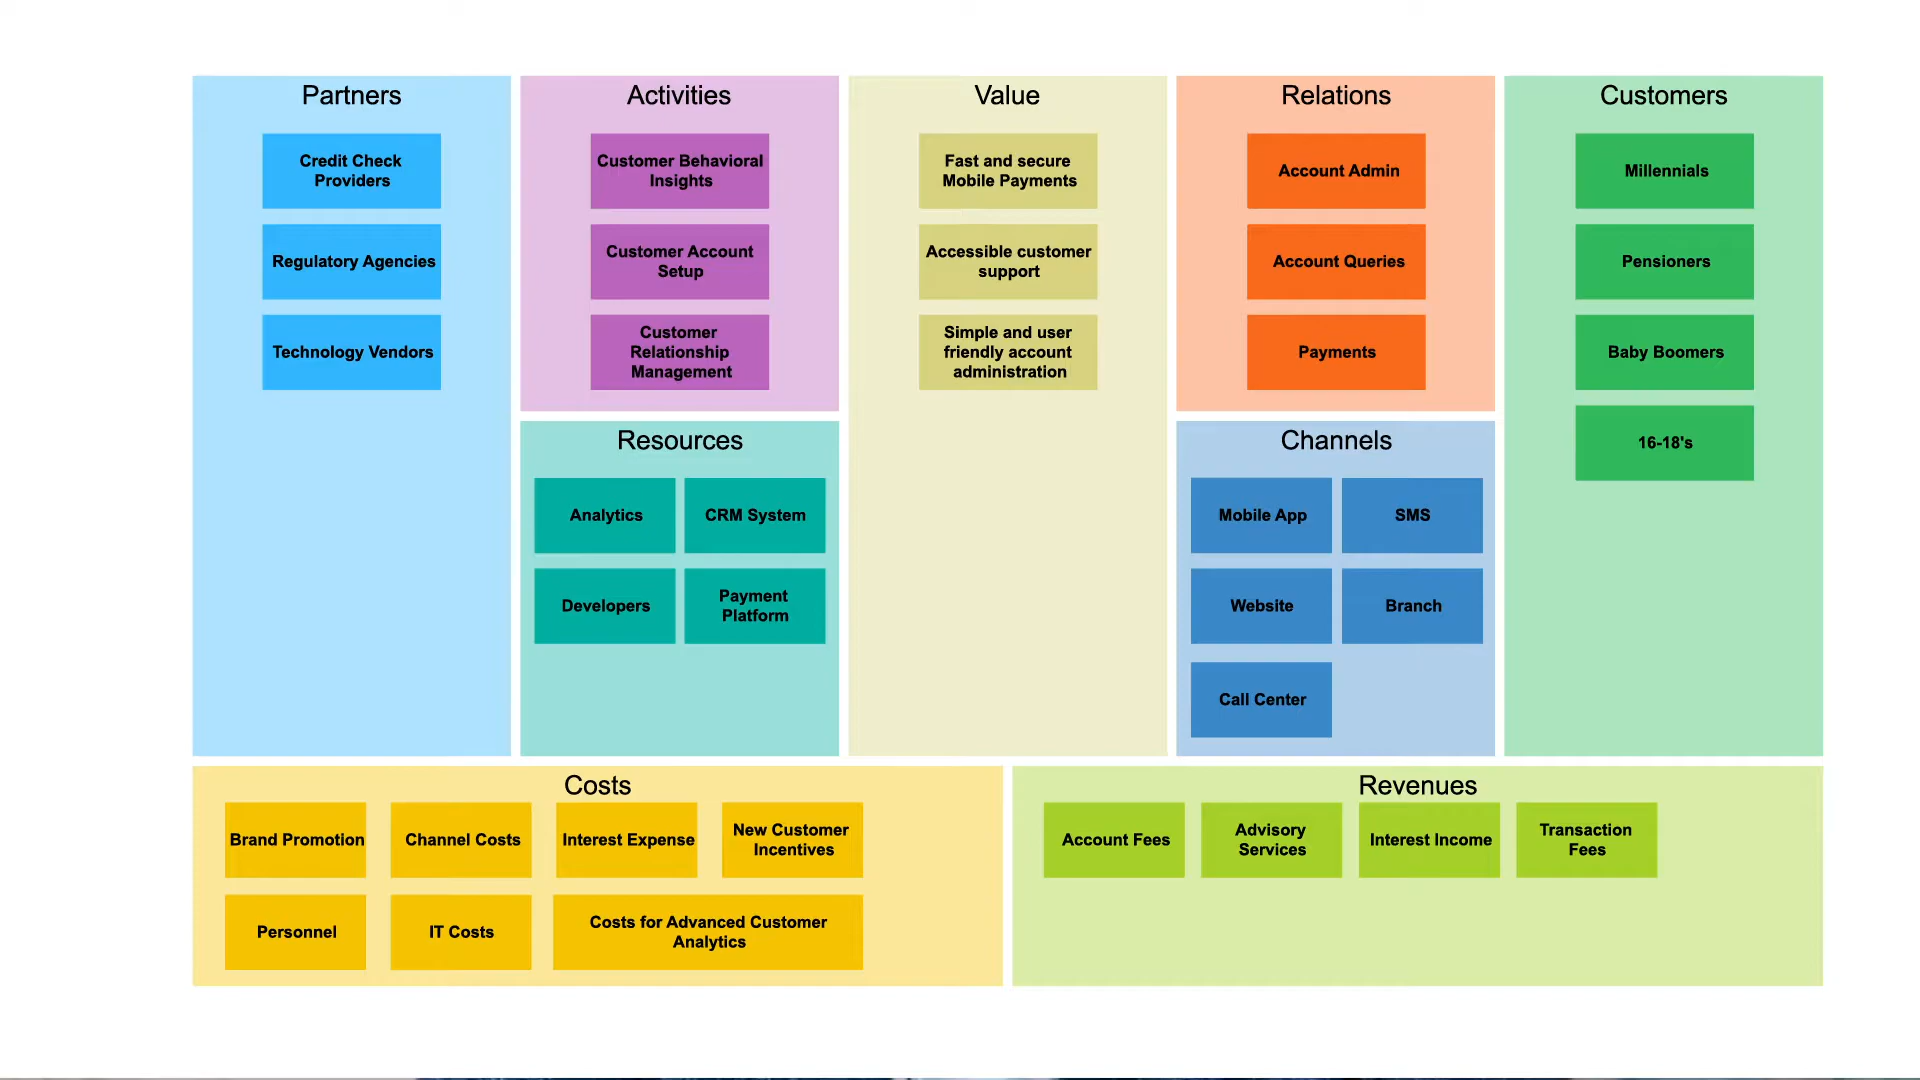 Partners
Credit Check
Providers
Regulatory Agencies
Technology Vendors
Activities
Customer Behavioral
Insights
Customer Account
Setup
Customer
Relationship
Management
Resources
Analytics
CRM System
Developers
Payment
Platform
Value
Fast and secure
Mobile Payments
Accessible customer
support
Simple and user
friendly account
administration
Relations
Account Admin
Account Queries
Payments
Channels
Mobile App
SMS
Website
Branch
Call Center
Customers
Millennials
Pensioners
Baby Boomers
16-18's
Costs
Brand Promotion
Channel Costs
Interest Expense
New Customer
Incentives
Personnel
IT Costs
Costs for Advanced Customer
Analytics
Revenues
Account Fees
Advisory
Services
Interest Income
Transaction
Fees